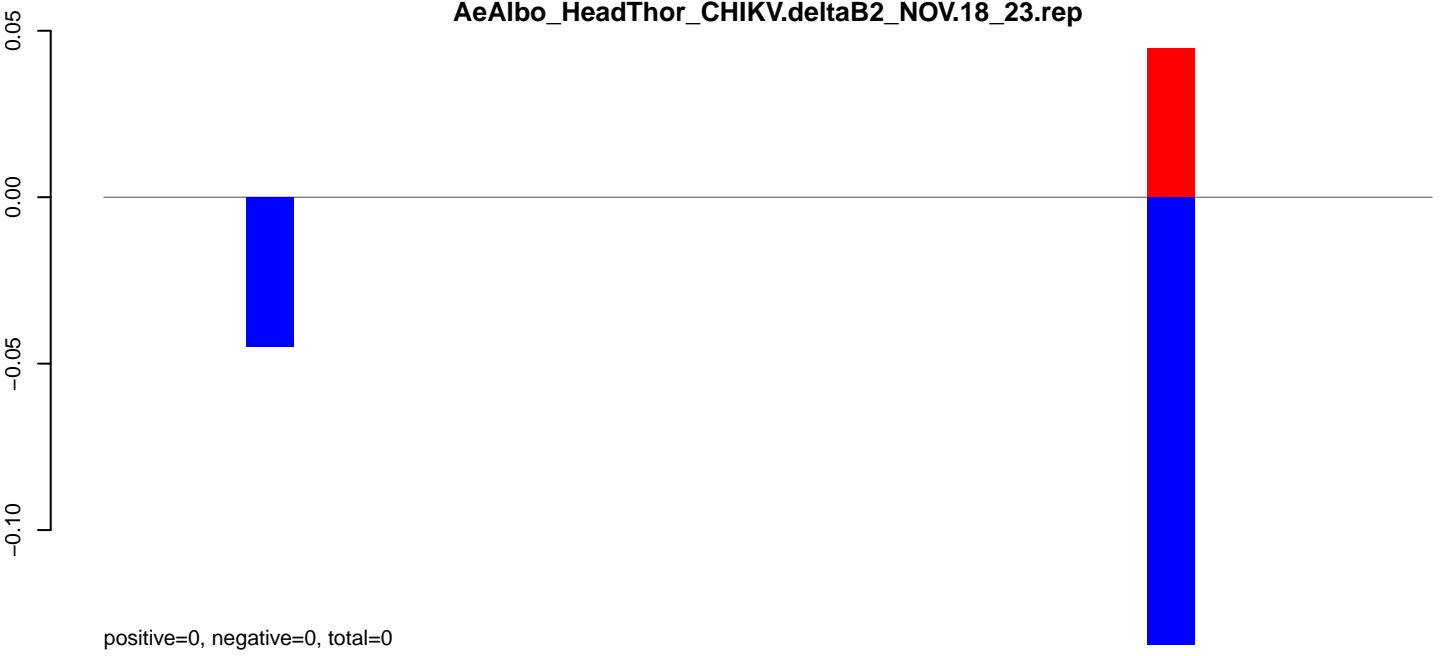 AeAlbo_HeadThor_CHIKV.deltaB2_NOV.18_23.rep
0.05
0.00
−0.05
−0.10
positive=0, negative=0, total=0